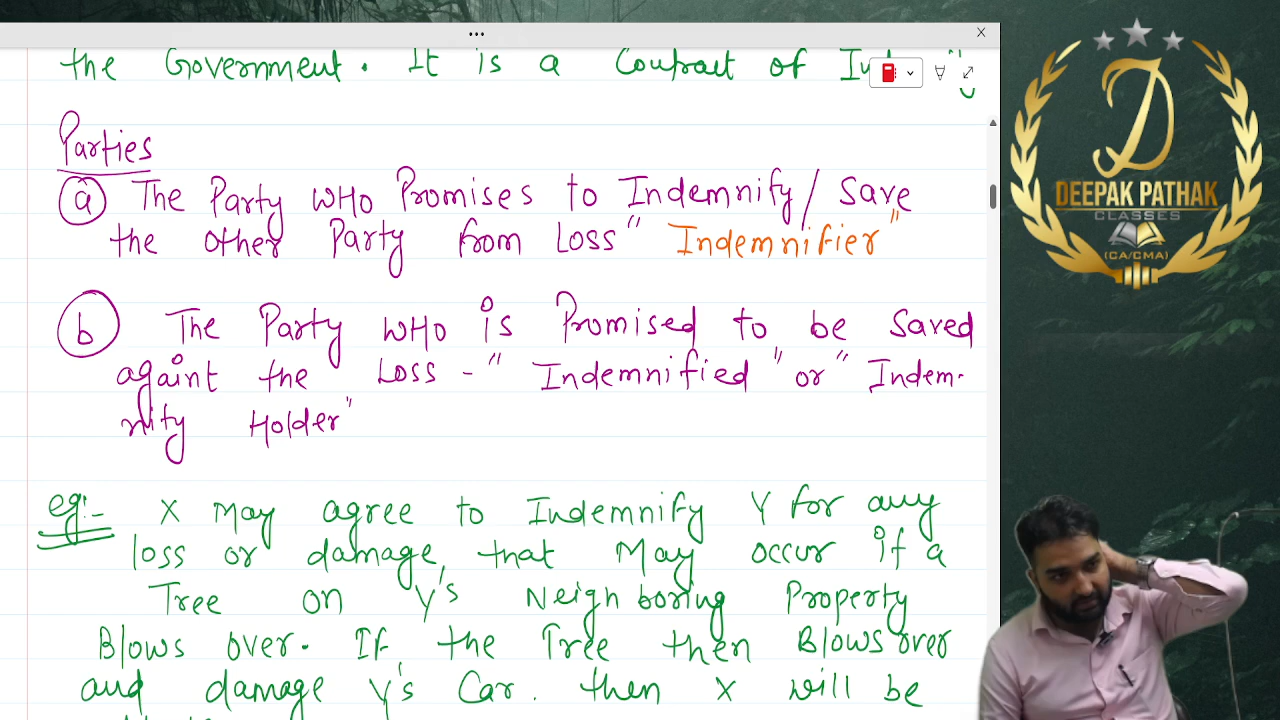 the Government. It is a Contract of
Parties
(a) The Party WHO Promises to Indemnify/ Save
the other Party from Loss" Indemnifier"
(b) The Party WHO is Promised to be Saved
againt the Loss - " Indemnified " or " Indem-
nity Holder"
eg:- X May agree to Indemnify Y for any
loss or damage, that May occur if a
Tree on Y's Neighboring Property
Blows over. If, the Tree then Blows over
and damage Y's Car. then X will be
D
DEEPAK PATHAK
CLASSES
(CA/CMA)